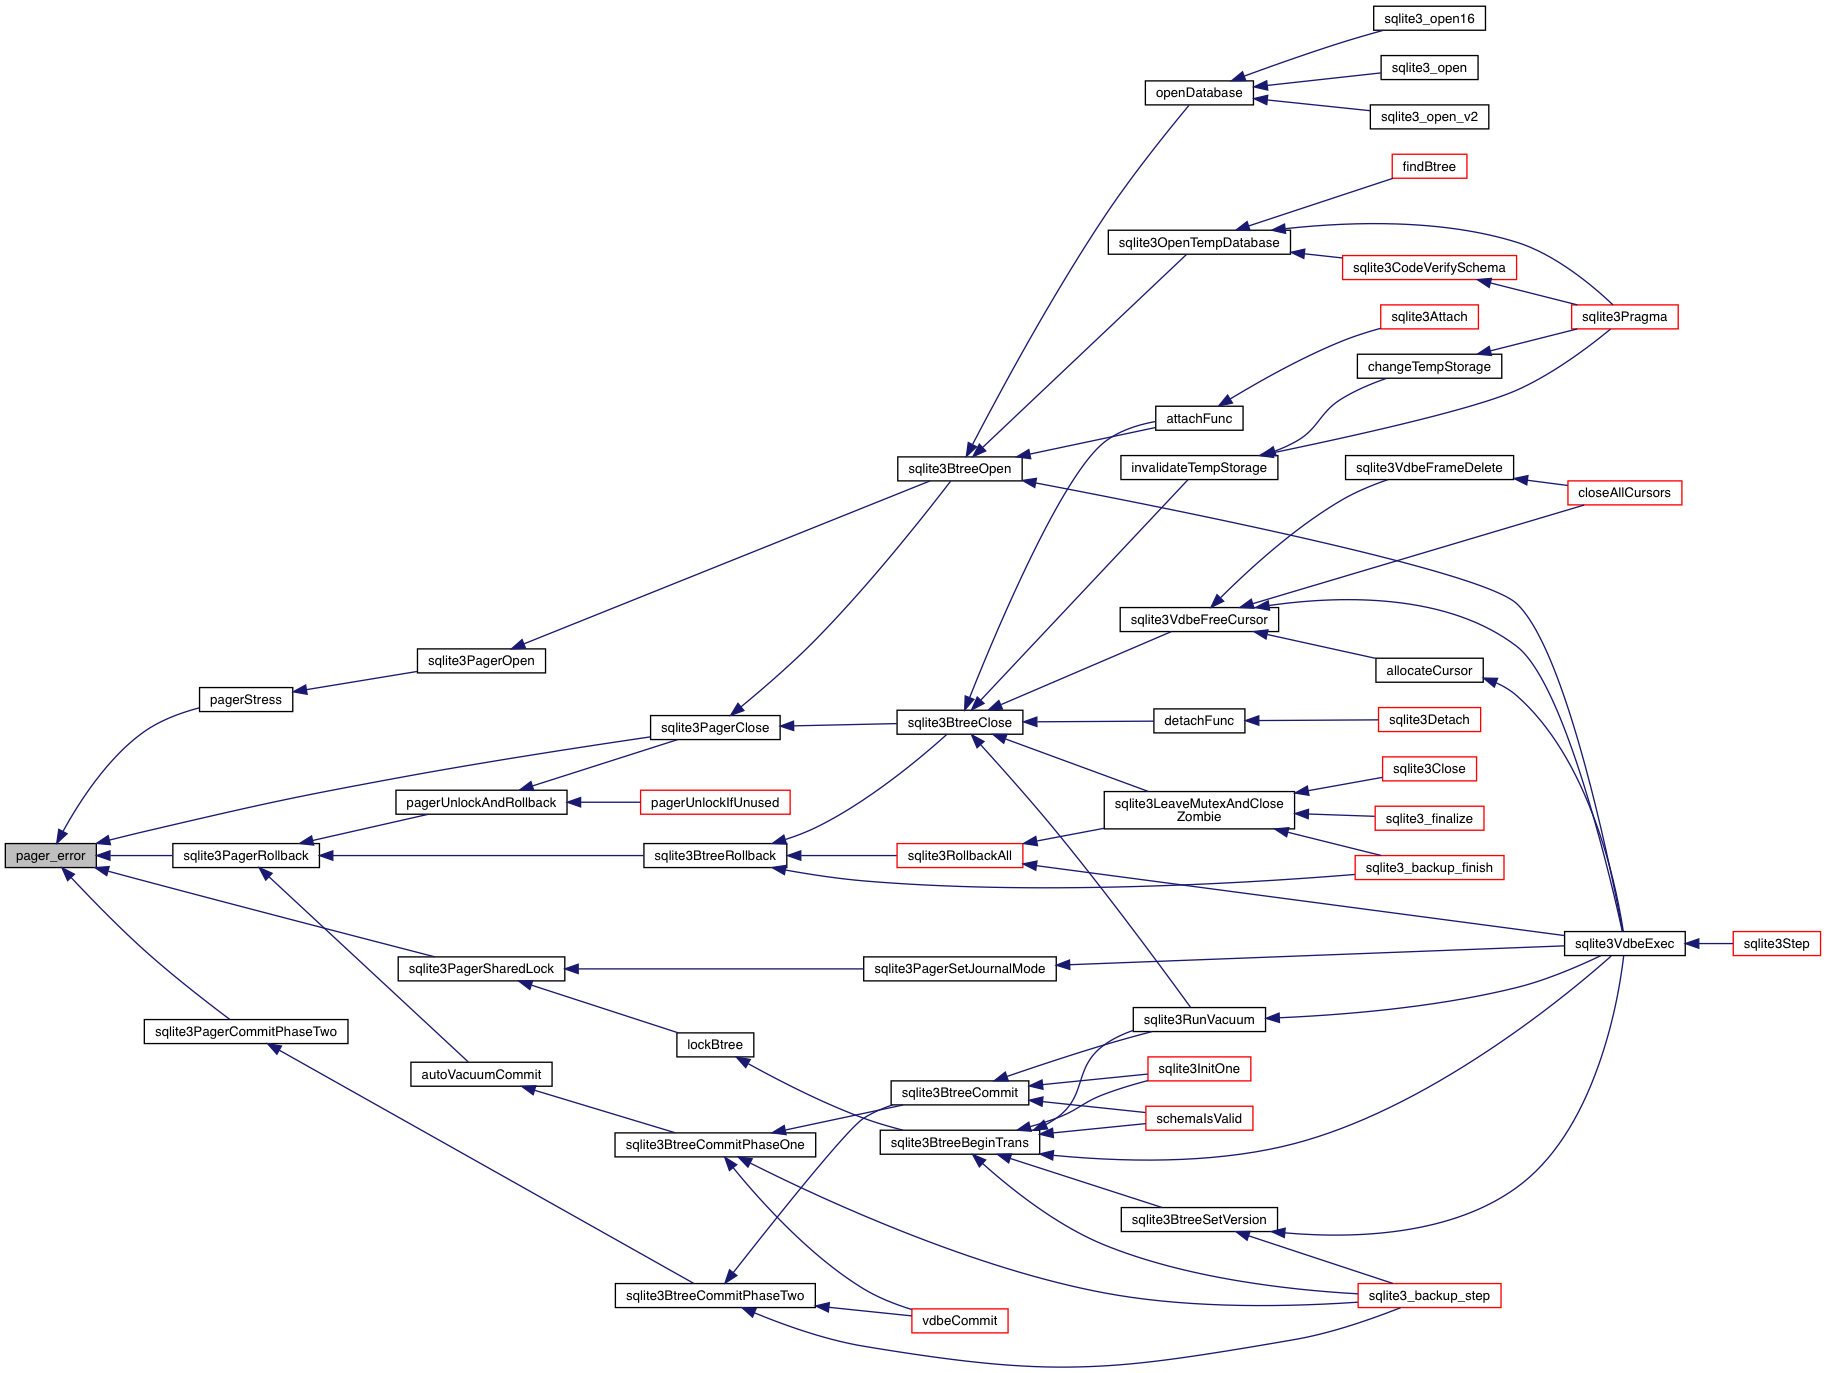 sqlite3_open16
sqlite3_open
openDatabase
sqlite3_open_v2
findBtree
sqlite3OpenTempDatabase
sqlite3CodeVerifySchema
sqlite3Attach
sqlite3Pragma
changeTempStorage
attachFunc
sqlite3BtreeOpen
invalidateTempStorage
sqlite3VdbeFrameDelete
closeAllCursors
sqlite3VdbeFreeCursor
sqlite3PagerOpen
allocateCursor
pagerStress
sqlite3PagerClose
sqlite3BtreeClose
detachFunc
sqlite3Detach
sqlite3Close
pagerUnlockAndRollback
pagerUnlockIfUnused
sqlite3LeaveMutexAndClose
Zombie
sqlite3_finalize
pager_error
sqlite3PagerRollback
sqlite3BtreeRollback
sqlite3RollbackAll
sqlite3_backup_finish
sqlite3VdbeExec
sqlite3Step
sqlite3PagerSharedLock
sqlite3PagerSetJournalMode
sqlite3RunVacuum
sqlite3PagerCommitPhaseTwo
lockBtree
sqlite3InitOne
autoVacuumCommit
sqlite3BtreeCommit
schemaIsValid
sqlite3BtreeCommitPhaseOne
sqlite3BtreeBeginTrans
sqlite3BtreeSetVersion
sqlite3BtreeCommitPhaseTwo
sqlite3_backup_step
vdbeCommit